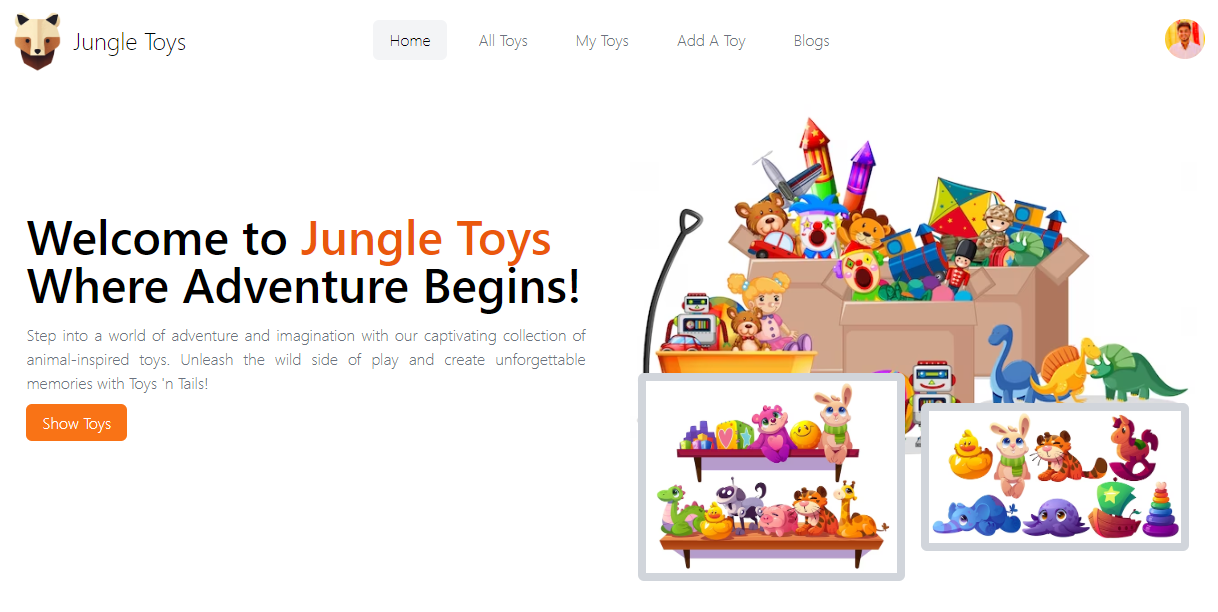 Jungle Toys
Home
All Toys
My Toys
Add A Toy
Blogs
Welcome to Jungle Toys
Where Adventure Begins!
Step into a world of adventure and imagination with our captivating collection of
animal-inspired toys. Unleash the wild side of play and create unforgettable
memories with Toys 'n Tails!
Show Toys